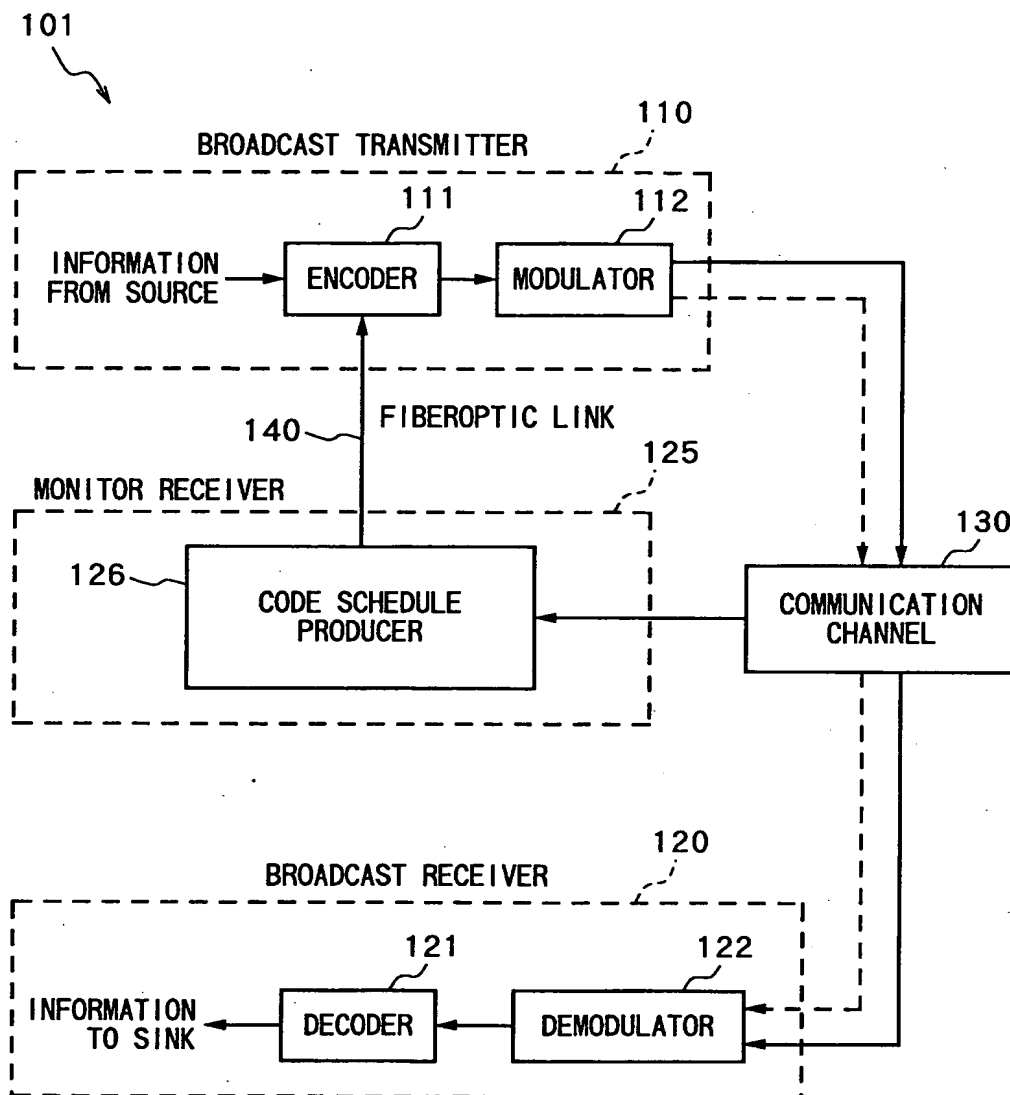 101
110
BROADCAST TRANSMITTER
111
112
INFORMATION
FROM SOURCE
ENCODER
MODULATOR
FIBEROPTIC LINK
140
125
MONITOR RECEIVER
130
126
CODE SCHEDULE
PRODUCER
COMMUNICATION
CHANNEL
120
BROADCAST RECEIVER
121
122
INFORMATION
TO SINK
DECODER
DEMODULATOR